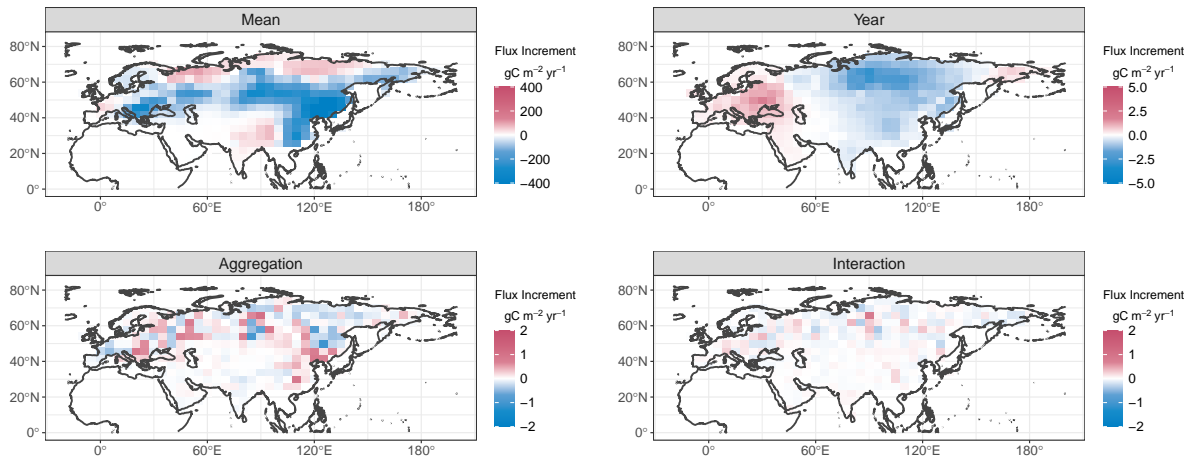 Mean
80°N
60°N
40°N
20°N
0°
0°
60°E
120°E
180°
Flux Increment
gC m⁻² yr⁻¹
400
200
0
−200
−400
Year
80°N
60°N
40°N
20°N
0°
0°
60°E
120°E
180°
Flux Increment
gC m⁻² yr⁻¹
5.0
2.5
0.0
−2.5
−5.0
Aggregation
80°N
60°N
40°N
20°N
0°
0°
60°E
120°E
180°
Flux Increment
gC m⁻² yr⁻¹
2
1
0
−1
−2
Interaction
80°N
60°N
40°N
20°N
0°
0°
60°E
120°E
180°
Flux Increment
gC m⁻² yr⁻¹
2
1
0
−1
−2